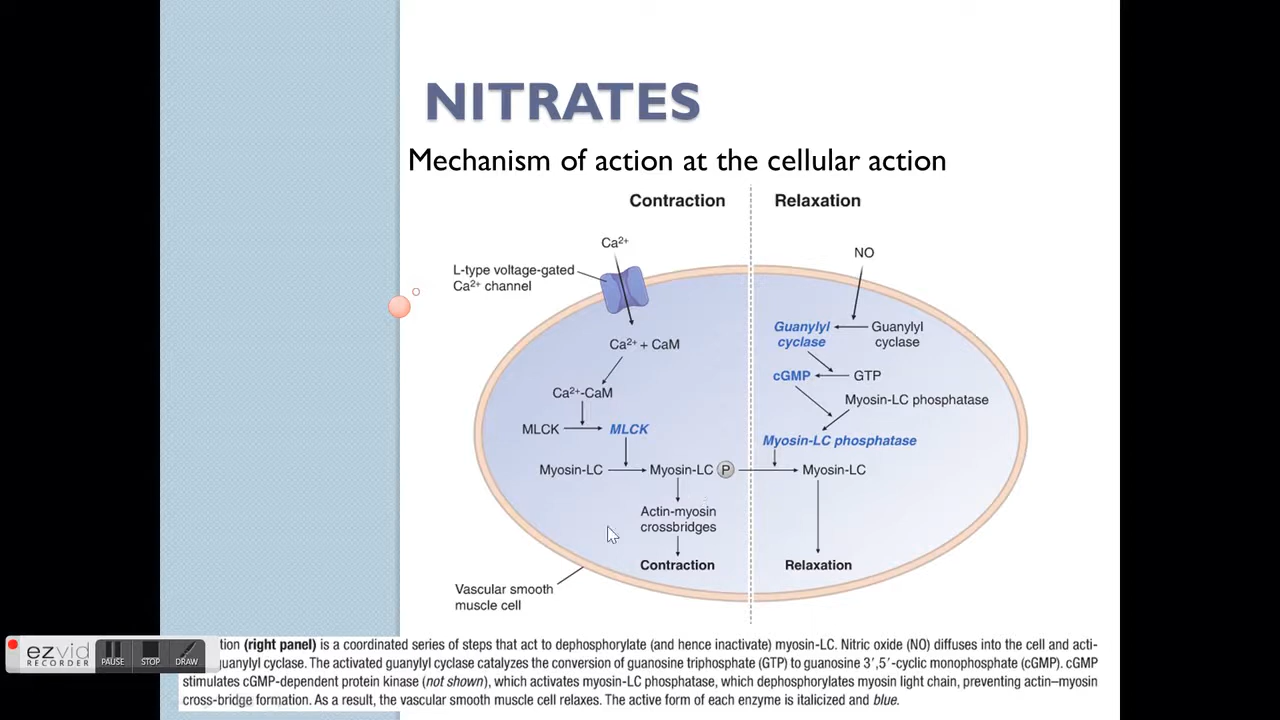 NITRATES
Mechanism of action at the cellular action
Contraction
Relaxation
Ca²⁺
NO
L-type voltage-gated
Ca²⁺ channel
Guanylyl
cyclase
Guanylyl
cyclase
Ca²⁺ + CaM
cGMP
GTP
Ca²⁺-CaM
Myosin-LC phosphatase
MLCK
MLCK
Myosin-LC phosphatase
Myosin-LC
Myosin-LC P
Myosin-LC
Actin-myosin
crossbridges
Contraction
Relaxation
Vascular smooth
muscle cell
tion (right panel) is a coordinated series of steps that act to dephosphorylate (and hence inactivate) myosin-LC. Nitric oxide (NO) diffuses into the cell and acti-
guanylyl cyclase. The activated guanylyl cyclase catalyzes the conversion of guanosine triphosphate (GTP) to guanosine 3′,5′-cyclic monophosphate (cGMP). cGMP
stimulates cGMP-dependent protein kinase (not shown), which activates myosin-LC phosphatase, which dephosphorylates myosin light chain, preventing actin–myosin
cross-bridge formation. As a result, the vascular smooth muscle cell relaxes. The active form of each enzyme is italicized and blue.
ezvid
RECORDER
PAUSE
STOP
DRAW